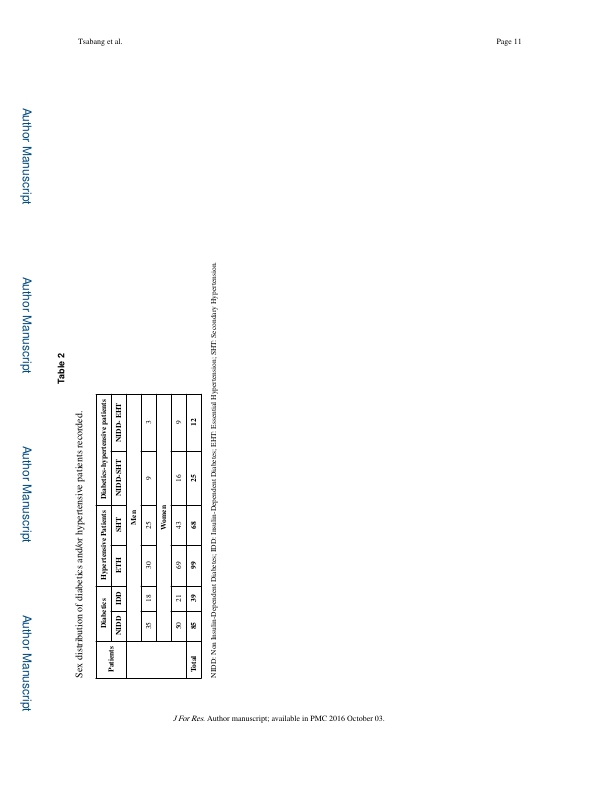 Tsabang et al.
Page 11
Author Manuscript
Author Manuscript
Author Manuscript
Author Manuscript
Table 2
Sex distribution of diabetics and/or hypertensive patients recorded.
Patients Diabetics Hypertensive Patients Diabetics-hypertensive patients
NIDD IDD ETH SHT NIDD-SHT NIDD- EHT
Men
35 18 30 25 9 3
Women
50 21 69 43 16 9
Total 85 39 99 68 25 12
NIDD: Non Insulin-Dependent Diabetes; IDD: Insulin-Dependent Diabetes; EHT: Essential Hypertension; SHT: Secondary Hypertension.
J For Res. Author manuscript; available in PMC 2016 October 03.